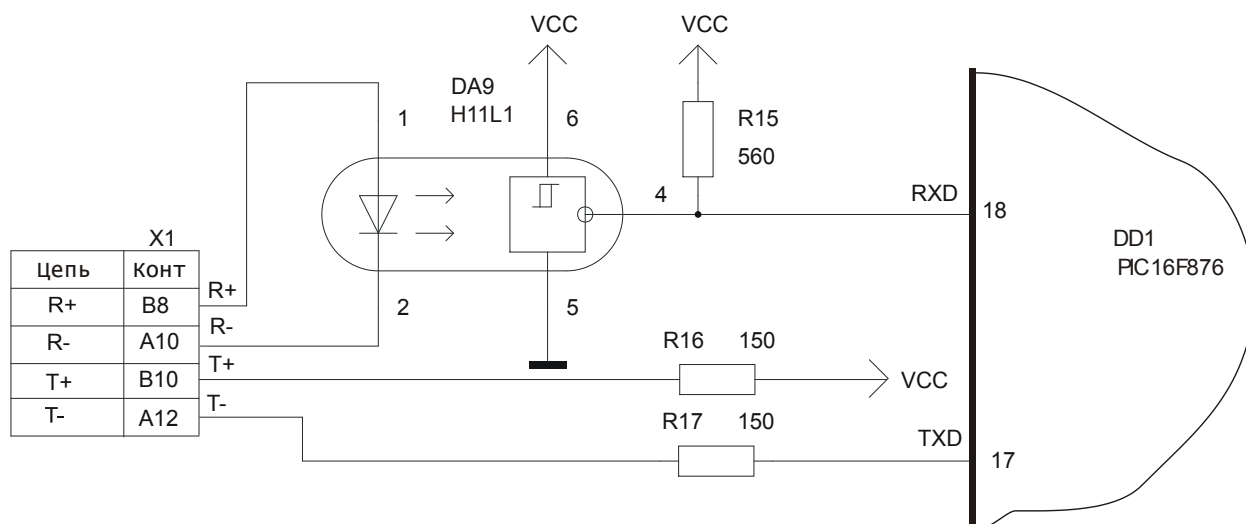 VCC
VCC
DA9
H11L1
1
6
R15
560
4
RXD
18
DD1
PIC16F876
X1
Цепь Конт
R+ B8
R- A10
T+ B10
T- A12
R+
R-
T+
T-
2
5
R16 150
VCC
R17 150
TXD
17